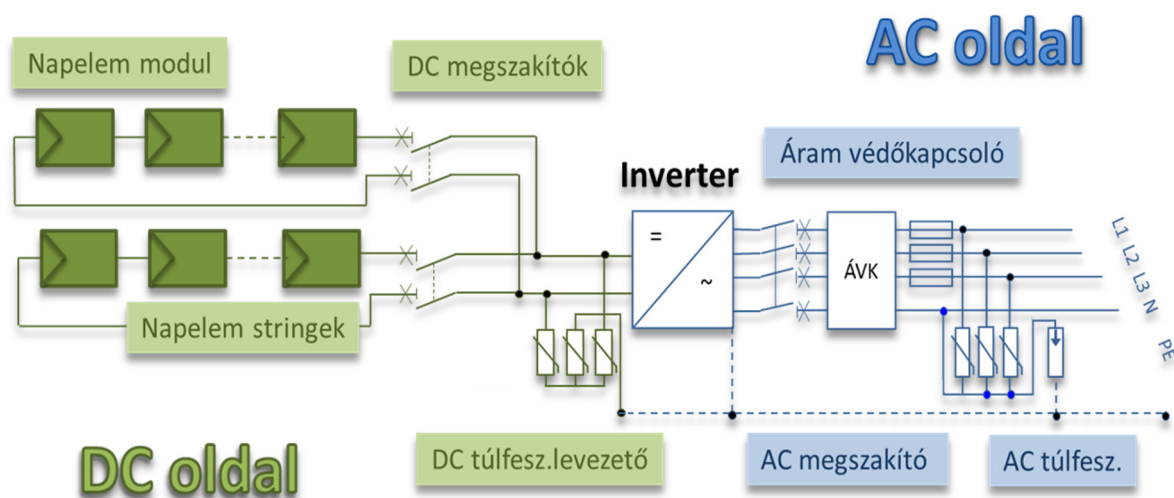 AC oldal
Napelem modul
DC megszakítók
Áram védőkapcsoló
Inverter
=
~
ÁVK
L1
L2
L3
N
PE
Napelem stringek
DC oldal
DC túlfesz.levezető
AC megszakító
AC túlfesz.